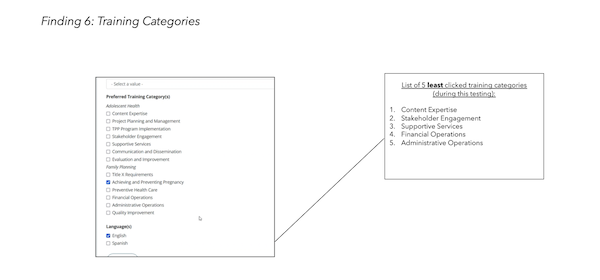 Finding 6: Training Categories
- Select a value -
Preferred Training Category(s)
Adolescent Health
Content Expertise
Project Planning and Management
TPP Program Implementation
Stakeholder Engagement
Supportive Services
Communication and Dissemination
Evaluation and Improvement
Family Planning
Title X Requirements
Achieving and Preventing Pregnancy
Preventive Health Care
Financial Operations
Administrative Operations
Quality Improvement
Language(s)
English
Spanish
List of 5 least clicked training categories
(during this testing):
1. Content Expertise
2. Stakeholder Engagement
3. Supportive Services
4. Financial Operations
5. Administrative Operations